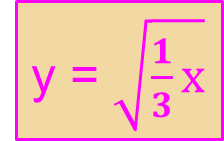 y = √(1/3 x)